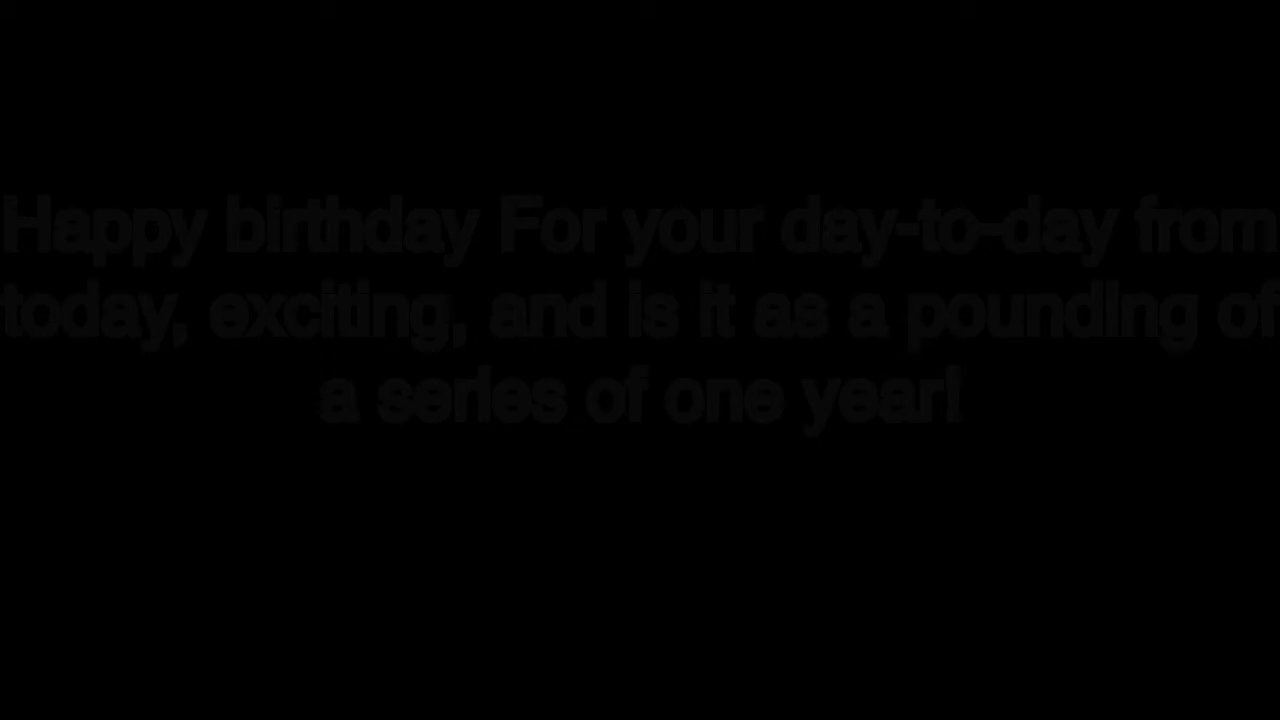 Happy birthday For your day-to-day from
today, exciting, and is it as a pounding of
a series of one year!